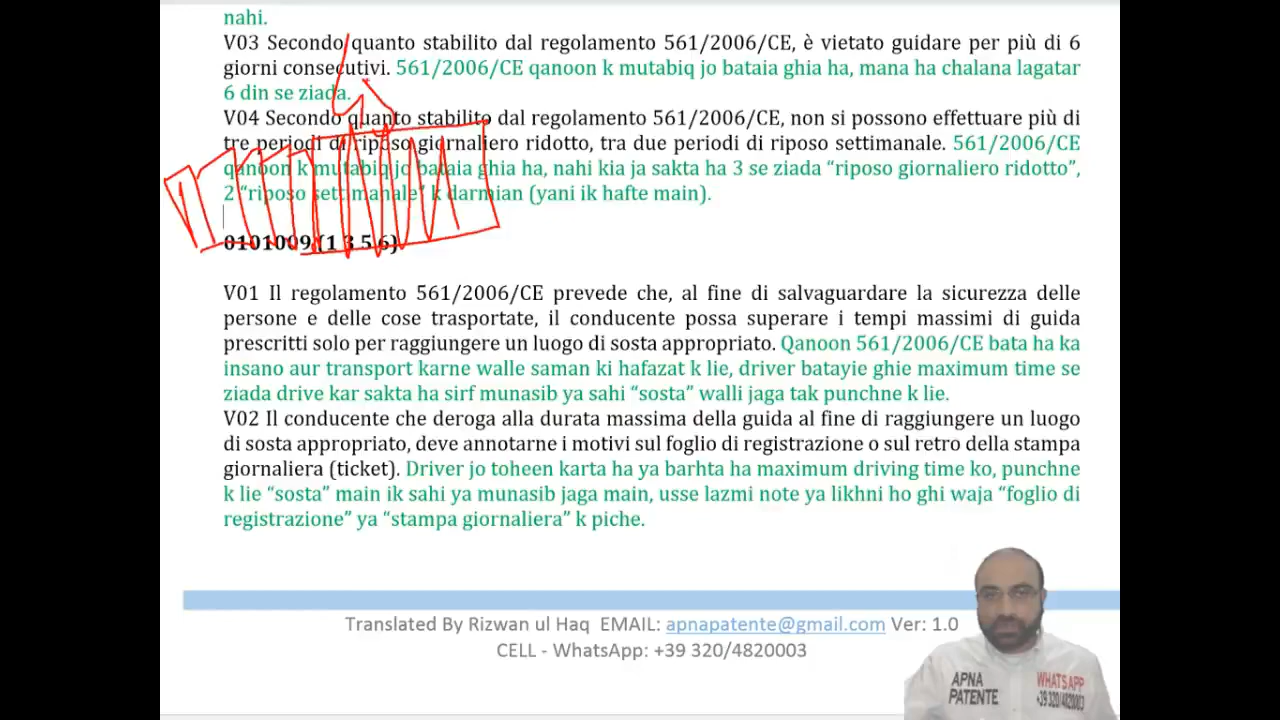 nahi.
V03 Secondo quanto stabilito dal regolamento 561/2006/CE, è vietato guidare per più di 6
giorni consecutivi. 561/2006/CE qanoon k mutabiq jo bataia ghia ha, mana ha chalana lagatar
6 din se ziada.
V04 Secondo quanto stabilito dal regolamento 561/2006/CE, non si possono effettuare più di
tre periodi di riposo giornaliero ridotto, tra due periodi di riposo settimanale. 561/2006/CE
qanoon k mutabiq jo bataia ghia ha, nahi kia ja sakta ha 3 se ziada “riposo giornaliero ridotto”,
2 “riposo settimanale” k darmian (yani ik hafte main).
0101009 (1 3 5 6)
V01 Il regolamento 561/2006/CE prevede che, al fine di salvaguardare la sicurezza delle
persone e delle cose trasportate, il conducente possa superare i tempi massimi di guida
prescritti solo per raggiungere un luogo di sosta appropriato. Qanoon 561/2006/CE bata ha ka
insano aur transport karne walle saman ki hafazat k lie, driver batayie ghie maximum time se
ziada drive kar sakta ha sirf munasib ya sahi “sosta” walli jaga tak punchne k lie.
V02 Il conducente che deroga alla durata massima della guida al fine di raggiungere un luogo
di sosta appropriato, deve annotarne i motivi sul foglio di registrazione o sul retro della stampa
giornaliera (ticket). Driver jo toheen karta ha ya barhta ha maximum driving time ko, punchne
k lie “sosta” main ik sahi ya munasib jaga main, usse lazmi note ya likhni ho ghi waja “foglio di
registrazione” ya “stampa giornaliera” k piche.
Translated By Rizwan ul Haq EMAIL: apnapatente@gmail.com Ver: 1.0
CELL - WhatsApp: +39 320/4820003
APNA
PATENTE
WHATSAPP
+39 320/4820003